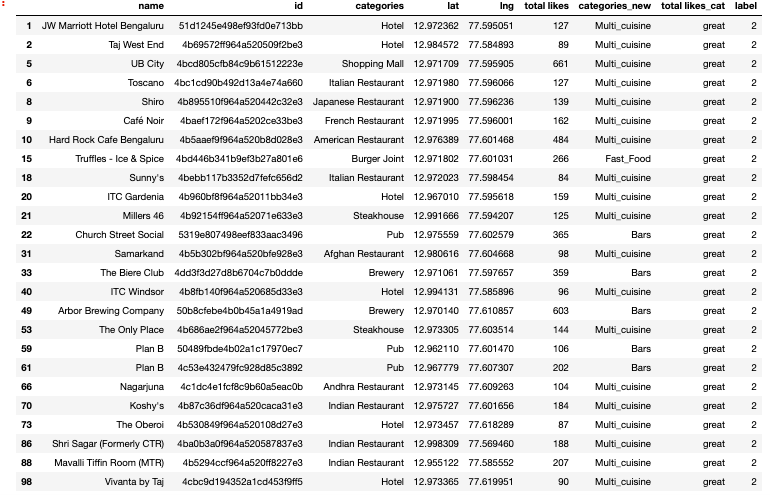 name id categories lat lng total likes categories_new total likes_cat label
1 JW Marriott Hotel Bengaluru 51d1245e498ef93fd0e713bb Hotel 12.972362 77.595051 127 Multi_cuisine great 2
2 Taj West End 4b69572ff964a520509f2be3 Hotel 12.984572 77.584893 89 Multi_cuisine great 2
5 UB City 4bcd805cfb84c9b61512223e Shopping Mall 12.971709 77.595905 661 Multi_cuisine great 2
6 Toscano 4bc1cd90b492d13a4e74a660 Italian Restaurant 12.971980 77.596066 127 Multi_cuisine great 2
8 Shiro 4b895510f964a520442c32e3 Japanese Restaurant 12.971900 77.596236 139 Multi_cuisine great 2
9 Café Noir 4baef172f964a5202ce33be3 French Restaurant 12.971995 77.596001 162 Multi_cuisine great 2
10 Hard Rock Cafe Bengaluru 4b5aaef9f964a520b8d028e3 American Restaurant 12.976389 77.601468 484 Multi_cuisine great 2
15 Truffles - Ice & Spice 4bd446b341b9ef3b27a801e6 Burger Joint 12.971802 77.601031 266 Fast_Food great 2
18 Sunny's 4bebb117b3352d7fefc656d2 Italian Restaurant 12.972023 77.598454 84 Multi_cuisine great 2
20 ITC Gardenia 4b960bf8f964a52011bb34e3 Hotel 12.967010 77.595618 159 Multi_cuisine great 2
21 Millers 46 4b92154ff964a52071e633e3 Steakhouse 12.991666 77.594207 125 Multi_cuisine great 2
22 Church Street Social 5319e807498eef833aac3496 Pub 12.975559 77.602579 365 Bars great 2
31 Samarkand 4b5b302bf964a520bfe928e3 Afghan Restaurant 12.980616 77.604668 98 Multi_cuisine great 2
33 The Biere Club 4dd3f3d27d8b6704c7b0ddde Brewery 12.971061 77.597657 359 Bars great 2
40 ITC Windsor 4b8fb140f964a520685d33e3 Hotel 12.994131 77.585896 96 Multi_cuisine great 2
49 Arbor Brewing Company 50b8cfebe4b0b45a1a4919ad Brewery 12.970140 77.610857 603 Bars great 2
53 The Only Place 4b686ae2f964a52045772be3 Steakhouse 12.973305 77.603514 144 Multi_cuisine great 2
59 Plan B 50489fbde4b02a1c17970ec7 Pub 12.962110 77.601470 106 Bars great 2
61 Plan B 4c53e432479fc928d85c3892 Pub 12.967779 77.607307 202 Bars great 2
66 Nagarjuna 4c1dc4e1fcf8c9b60a5eac0b Andhra Restaurant 12.973145 77.609263 104 Multi_cuisine great 2
70 Koshy's 4b87c36df964a520caca31e3 Indian Restaurant 12.975727 77.601656 184 Multi_cuisine great 2
73 The Oberoi 4b530849f964a520108d27e3 Hotel 12.973457 77.618289 87 Multi_cuisine great 2
86 Shri Sagar (Formerly CTR) 4ba0b3a0f964a520587837e3 Indian Restaurant 12.998309 77.569460 188 Multi_cuisine great 2
88 Mavalli Tiffin Room (MTR) 4b5294ccf964a520ff8227e3 Indian Restaurant 12.955122 77.585552 207 Multi_cuisine great 2
98 Vivanta by Taj 4cbc9d194352a1cd453f9ff5 Hotel 12.973365 77.619951 90 Multi_cuisine great 2